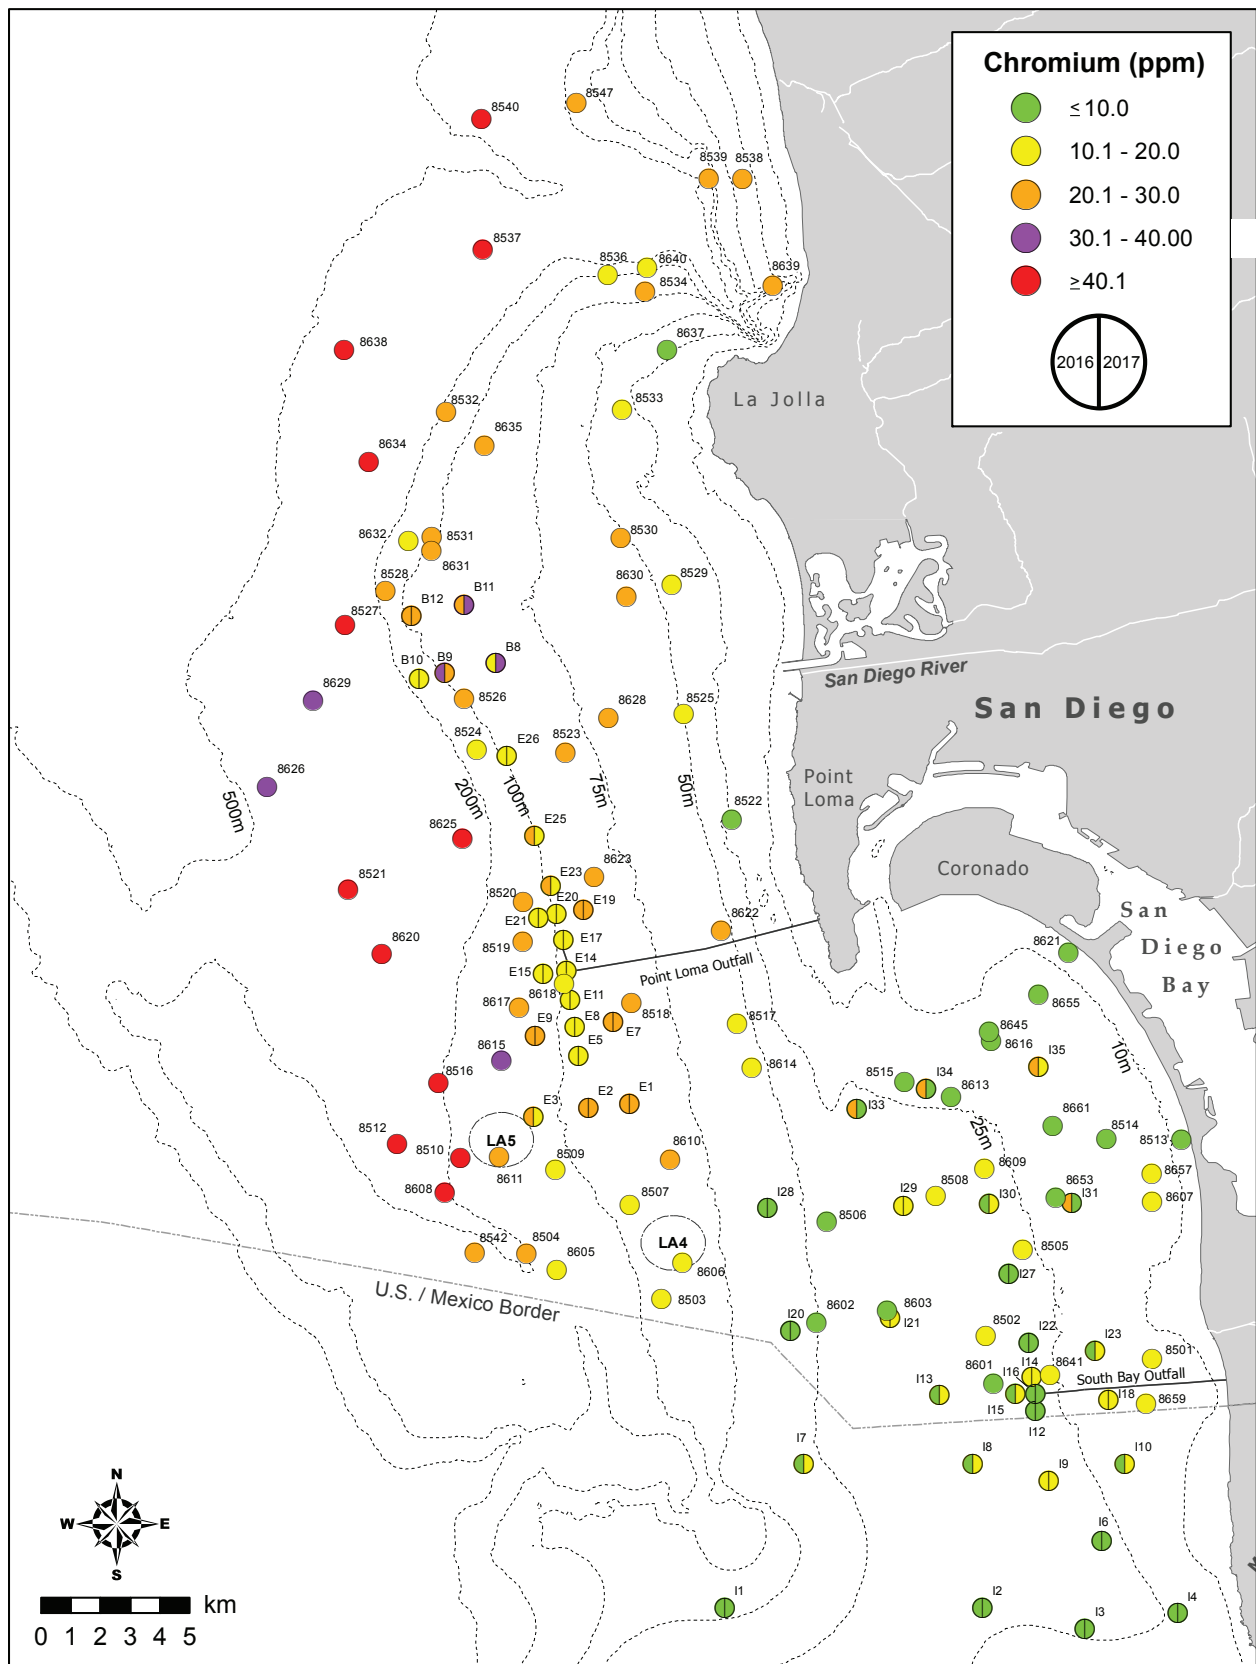 Chromium (ppm)
≤10.0
10.1 - 20.0
20.1 - 30.0
30.1 - 40.00
≥40.1
2016 2017
8547
8540
8539 8538
8537
8536 8640 8639
8534
8638 8637
La Jolla
8532 8533
8635
8634
8632 8531 8530
8631
8528 B11 8630 8529
B12
8527
B10 B9 B8
San Diego River
8629 8526 8628 8525
San Diego
8524 E26 8523
8626
Point
Loma
500m 200m 100m 75m 50m
8522
8625 E25
8623 Coronado
8521 E23
8520 E20 E19
E21 8622
San
Diego
Bay
8519 E17 8621
8620 E14
E15 Point Loma Outfall
8617 8618 E11 8655
8518 8517
E9 E8 E7 8645
8616
8615 E5 I35
10m
8614
8516 8515 I34
8613
E3 E2 E1 I33
25m
8661
8512 LA5 8514 8513
8510 8610
8611 8509 8609 8657
8608 8507 I28 I29 8508 I30 8653 I31 8607
8506
LA4
8542 8504 8505
8605 8606 I27
U.S. / Mexico Border
8503 8602 8603
I20 I21 8502 I22 I23
8501
I14 8641
8601 I16 South Bay Outfall
I13 I15 I18 8659
I12
I7 I8 I10
I9
I6
N
W E
S
I1 I2 I3 I4
km
0 1 2 3 4 5